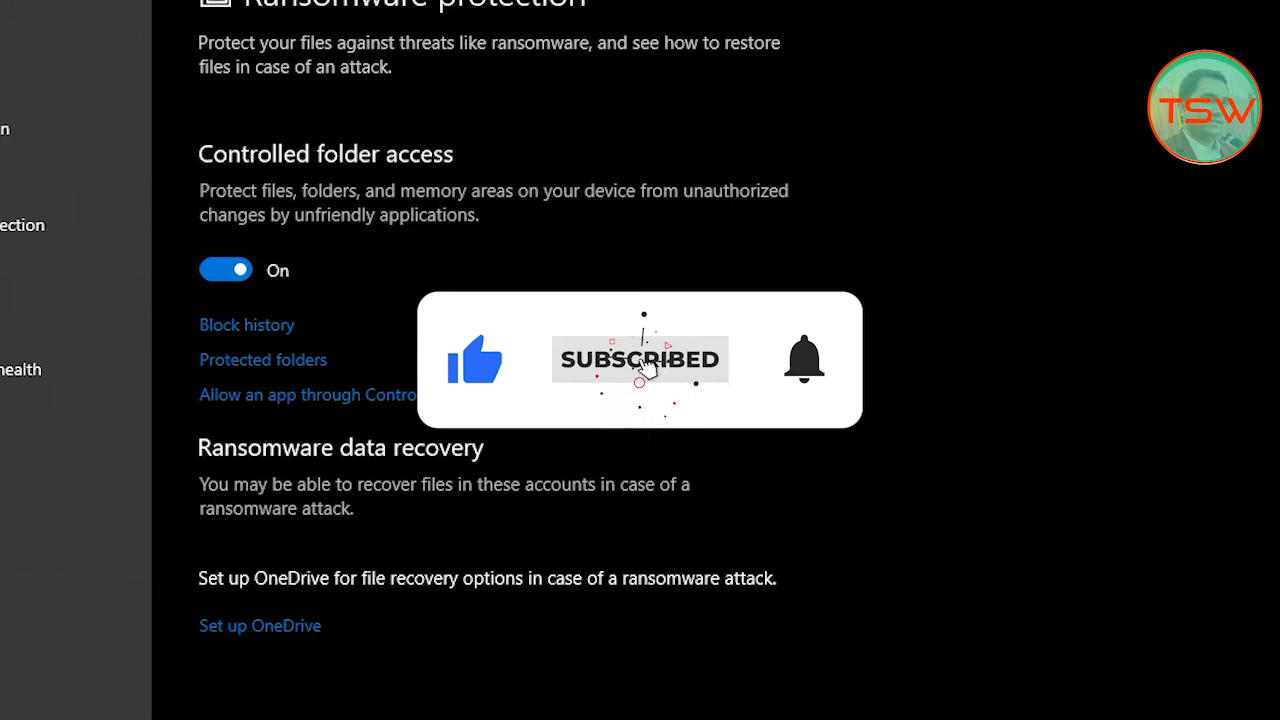 Ransomware protection
Protect your files against threats like ransomware, and see how to restore
files in case of an attack.
TSW
n
Controlled folder access
Protect files, folders, and memory areas on your device from unauthorized
changes by unfriendly applications.
ection
On
Block history
Protected folders
SUBSCRIBED
health
Allow an app through Contro
Ransomware data recovery
You may be able to recover files in these accounts in case of a
ransomware attack.
Set up OneDrive for file recovery options in case of a ransomware attack.
Set up OneDrive